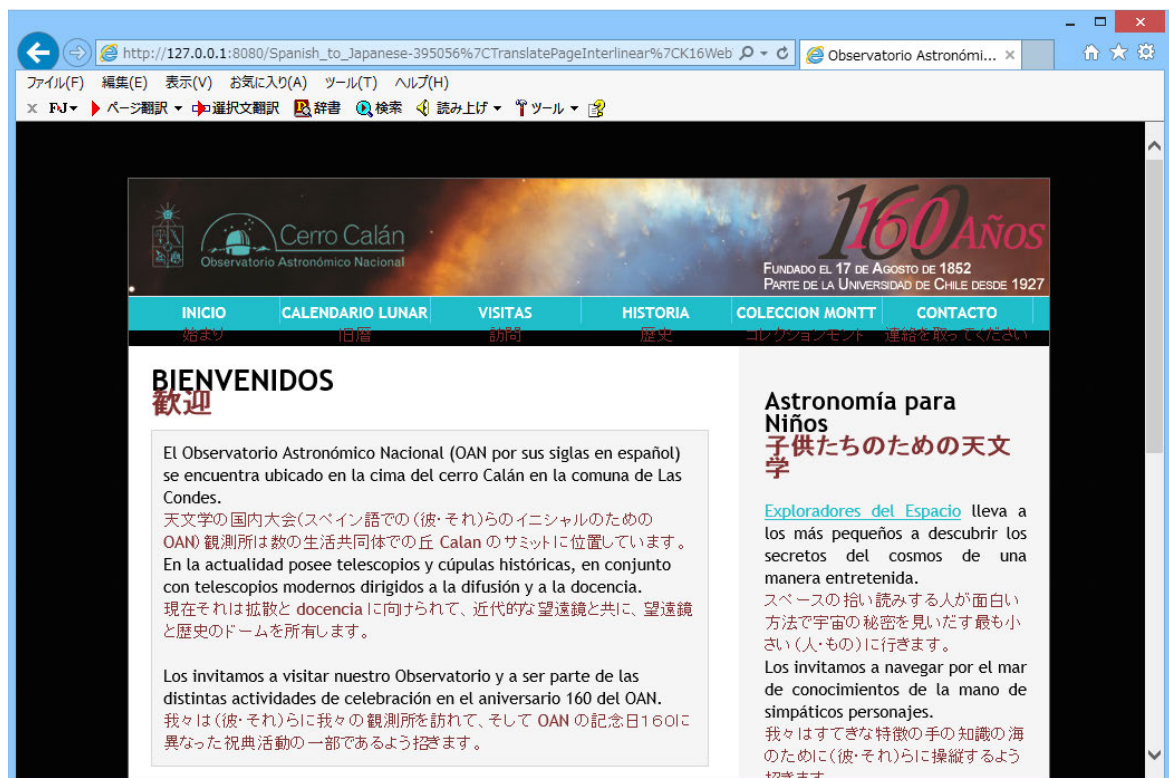 http://127.0.0.1:8080/Spanish_to_Japanese-395056%7CTranslatePageInterlinear%7CK16Web
Observatorio Astronómi...
ファイル(F) 編集(E) 表示(V) お気に入り(A) ツール(T) ヘルプ(H)
ページ翻訳 選択文翻訳 辞書 検索 読み上げ ツール
160 AÑOS
Cerro Calán
Observatorio Astronómico Nacional
FUNDADO EL 17 DE AGOSTO DE 1852
PARTE DE LA UNIVERSIDAD DE CHILE DESDE 1927
INICIO CALENDARIO LUNAR VISITAS HISTORIA COLECCION MONTT CONTACTO
始まり 旧暦 訪問 歴史 コレクションモント 連絡を取ってください
BIENVENIDOS
歓迎
El Observatorio Astronómico Nacional (OAN por sus siglas en español)
se encuentra ubicado en la cima del cerro Calán en la comuna de Las
Condes.
天文学の国内大会(スペイン語での(彼・それ)らのイニシャルのための
OAN)観測所は数の生活共同体での丘 Calan のサミットに位置しています。
En la actualidad posee telescopios y cúpulas históricas, en conjunto
con telescopios modernos dirigidos a la difusión y a la docencia.
現在それは拡散と docencia に向けられて、近代的な望遠鏡と共に、望遠鏡
と歴史のドームを所有します。
Los invitamos a visitar nuestro Observatorio y a ser parte de las
distintas actividades de celebración en el aniversario 160 del OAN.
我々は(彼・それ)らに我々の観測所を訪れて、そして OAN の記念日160に
異なった祝典活動の一部であるよう招きます。
Astronomía para
Niños
子供たちのための天文
学
Exploradores del Espacio lleva a
los más pequeños a descubrir los
secretos del cosmos de una
manera entretenida.
スペースの拾い読みする人が面白い
方法で宇宙の秘密を見いだす最も小
さい(人・もの)に行きます。
Los invitamos a navegar por el mar
de conocimientos de la mano de
simpáticos personajes.
我々はすてきな特徴の手の知識の海
のために(彼・それ)らに操縦するよう
招きます